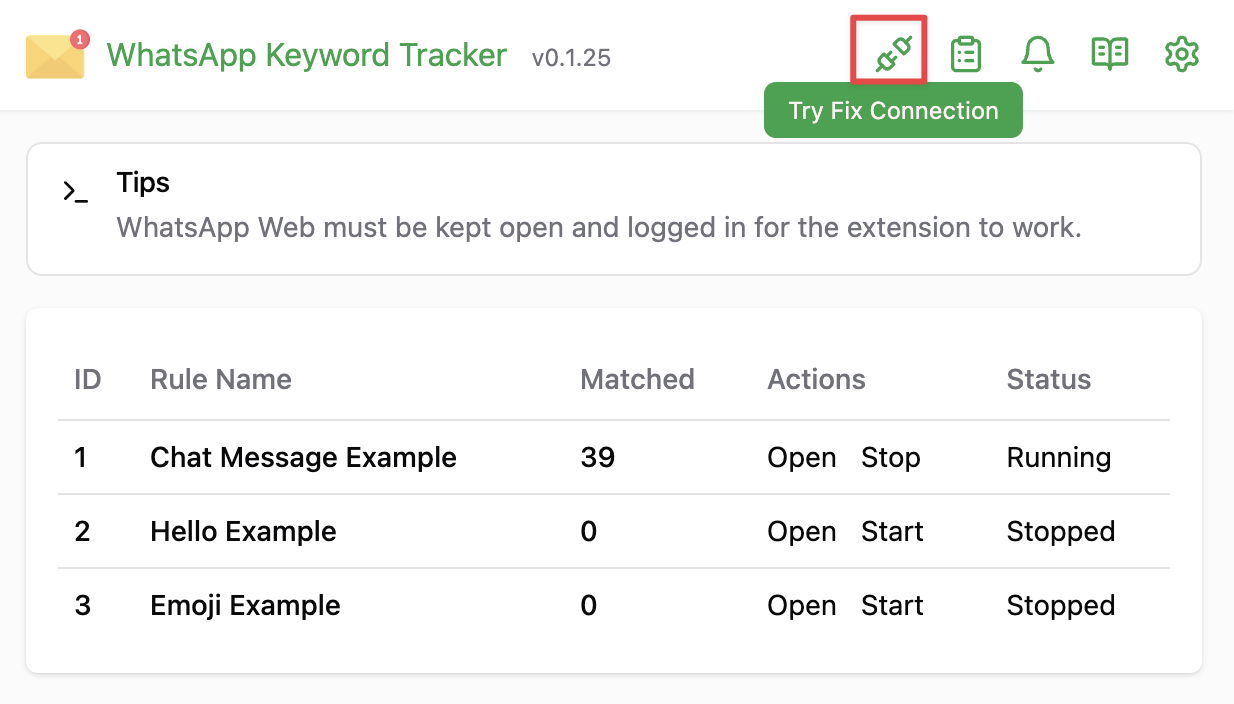 1
WhatsApp Keyword Tracker v0.1.25
Try Fix Connection
>_ Tips
WhatsApp Web must be kept open and logged in for the extension to work.
ID Rule Name Matched Actions Status
1 Chat Message Example 39 Open Stop Running
2 Hello Example 0 Open Start Stopped
3 Emoji Example 0 Open Start Stopped